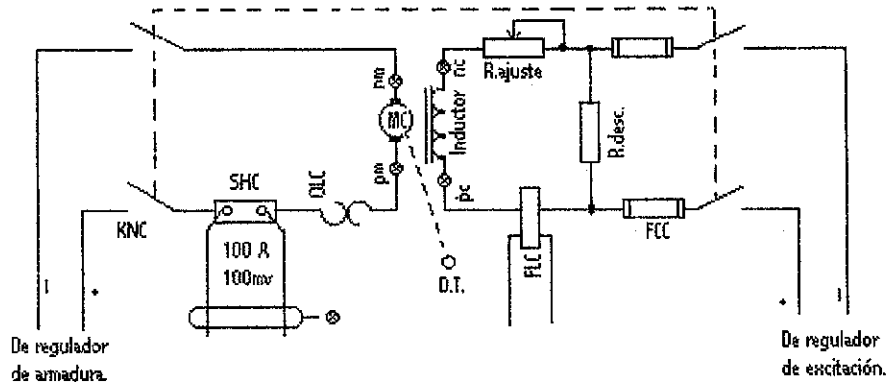 nm
nc
R.ajuste
MC
Inductor
R.desc.
SHC
QLC
pm
pc
KNC
FLC
FCC
100 A
100mv
D.T.
-
+
+
-
De regulador
de armadura.
De regulador
de excitación.